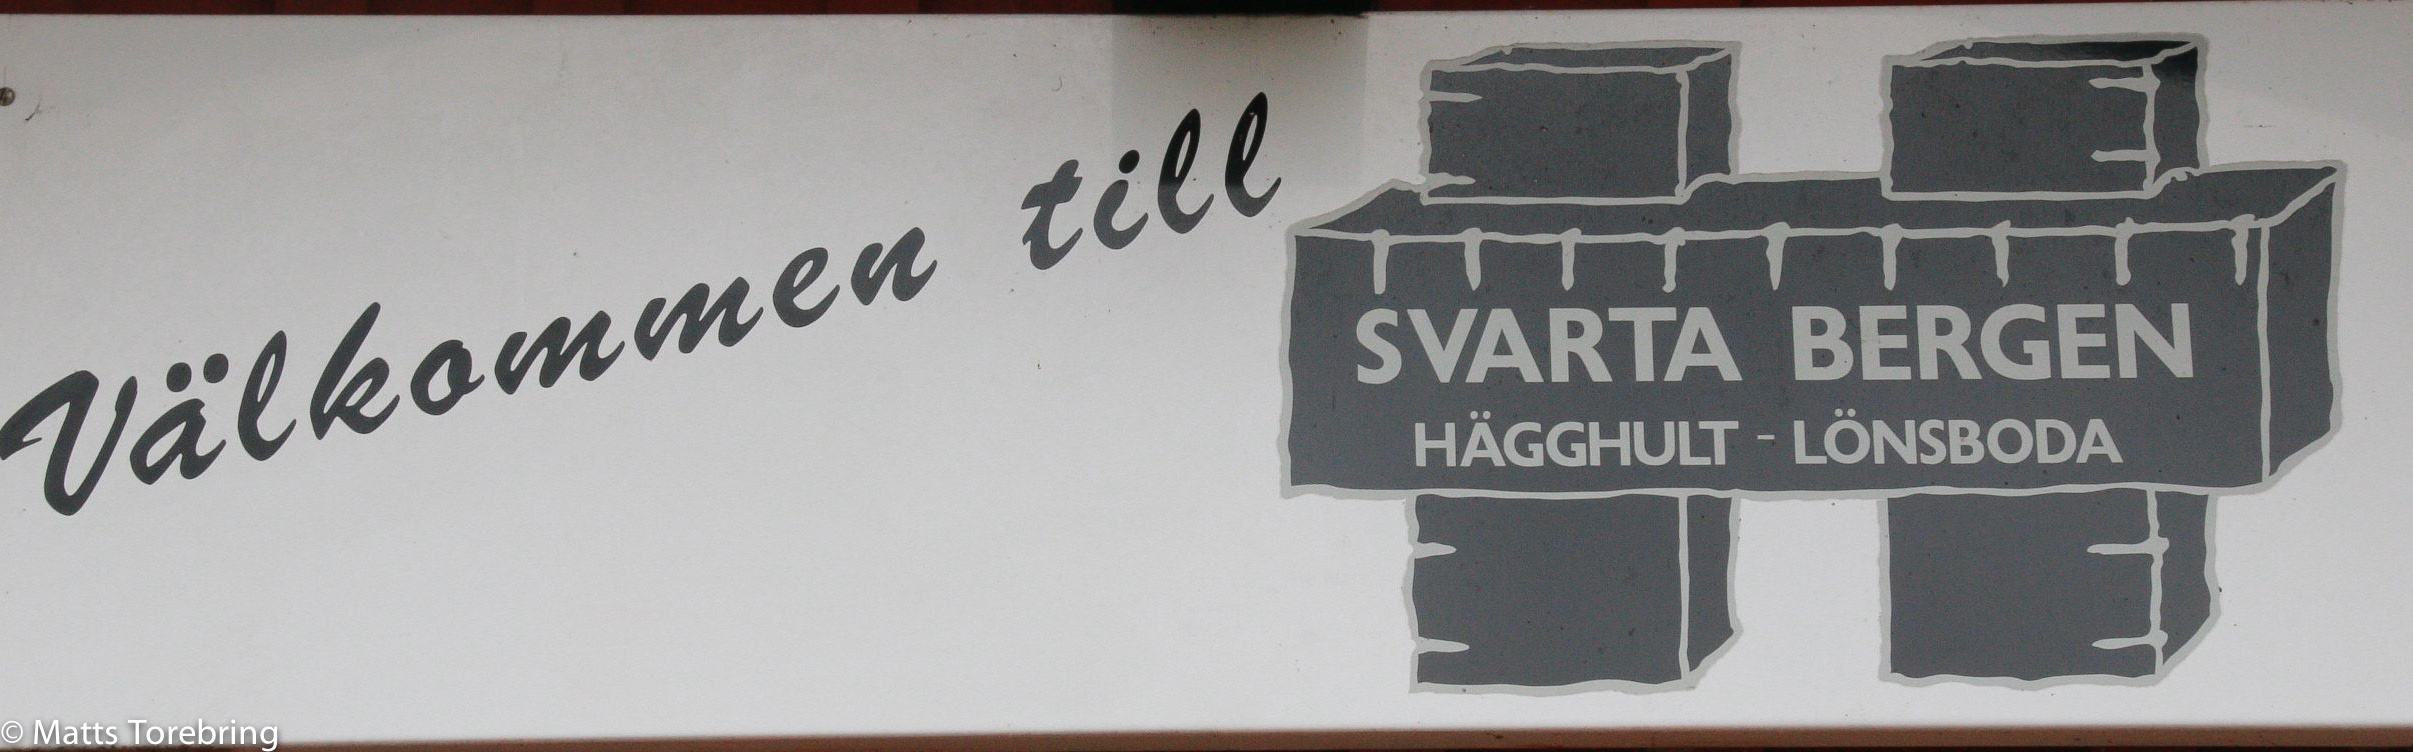 Välkommen till
SVARTA BERGEN
HÄGGHULT - LÖNSBODA
© Matts Torebring